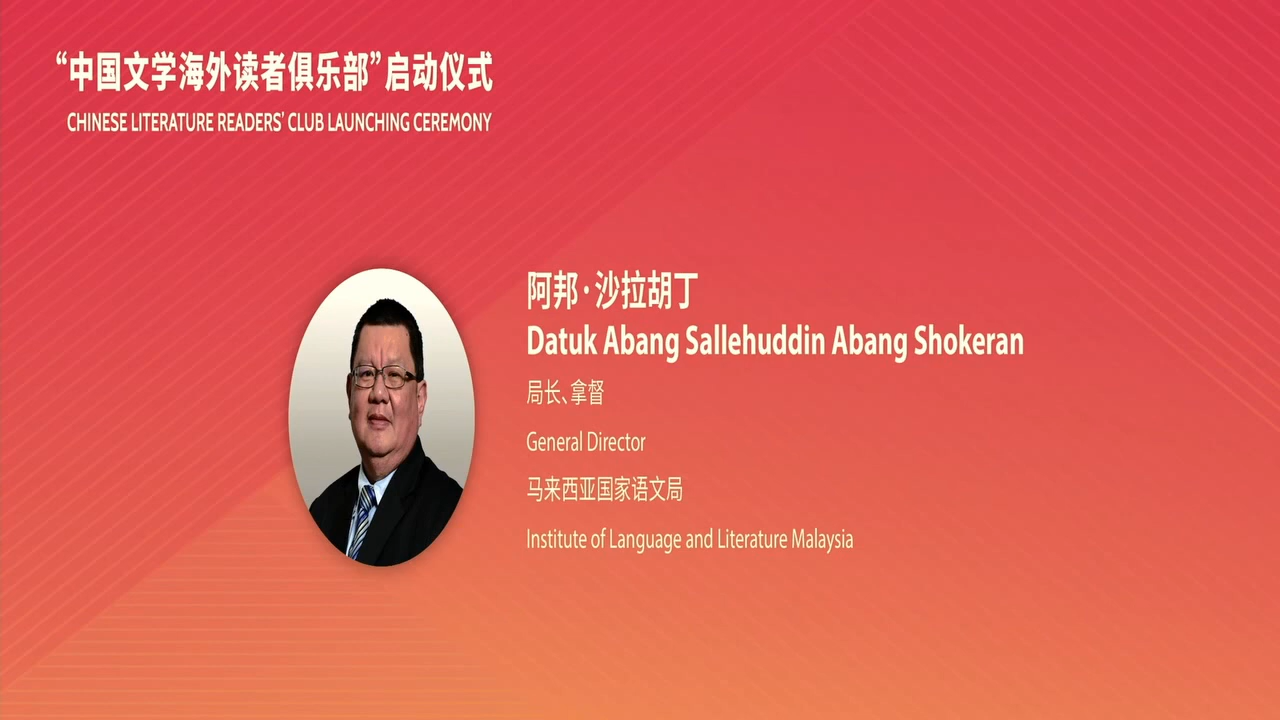 “中国文学海外读者俱乐部”启动仪式
CHINESE LITERATURE READERS' CLUB LAUNCHING CEREMONY
阿邦·沙拉胡丁
Datuk Abang Sallehuddin Abang Shokeran
局长、拿督
General Director
马来西亚国家语文局
Institute of Language and Literature Malaysia